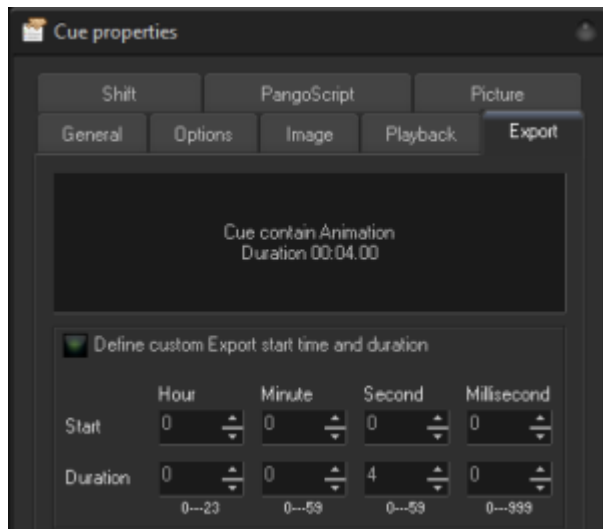 Cue properties
Shift PangoScript Picture
General Options Image Playback Export
Cue contain Animation
Duration 00:04.00
Define custom Export start time and duration
Hour Minute Second Millisecond
Start 0 0 0 0
Duration 0 0 4 0
0---23 0---59 0---59 0---999